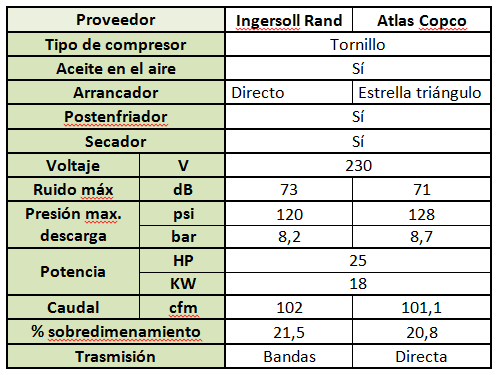 Proveedor Ingersoll Rand Atlas Copco
Tipo de compresor Tornillo
Aceite en el aire Sí
Arrancador Directo Estrella triángulo
Postenfriador Sí
Secador Sí
Voltaje V 230
Ruido máx dB 73 71
Presión max. descarga psi 120 128
bar 8,2 8,7
Potencia HP 25
KW 18
Caudal cfm 102 101,1
% sobredimenamiento 21,5 20,8
Trasmisión Bandas Directa